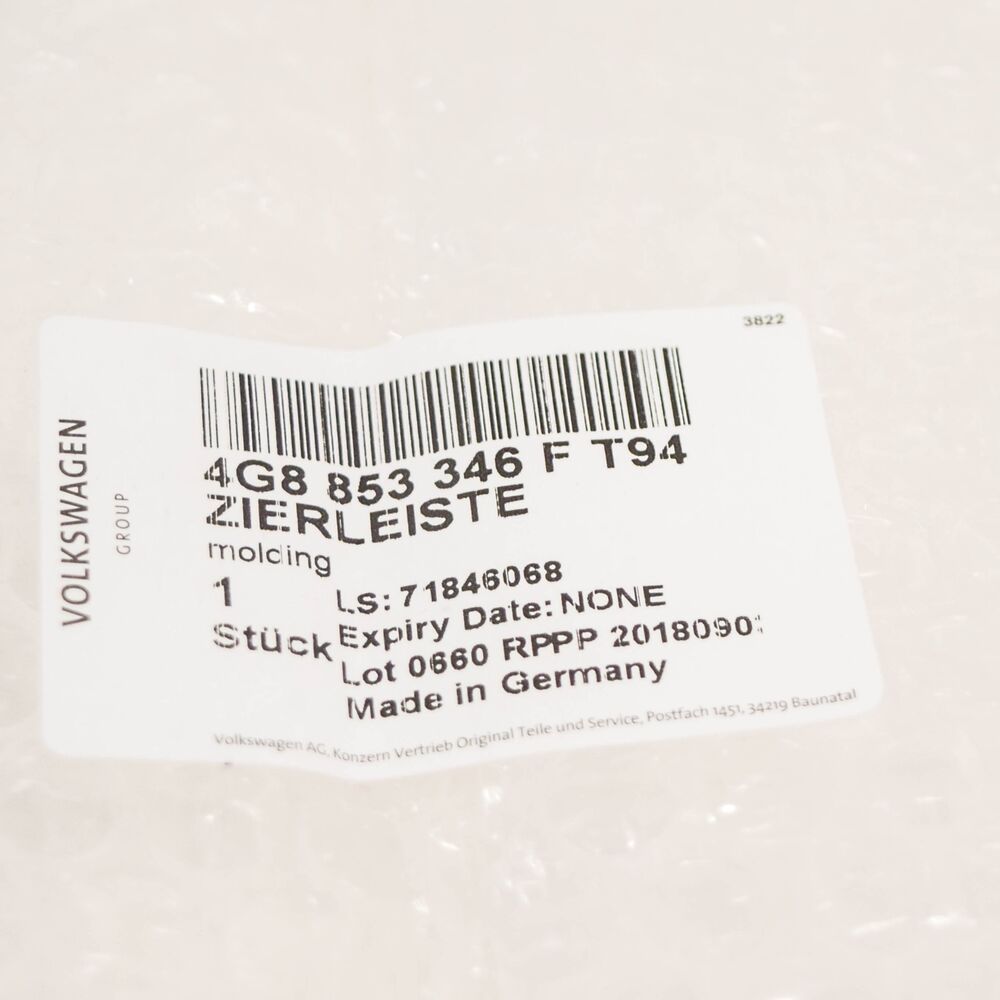 3822
VOLKSWAGEN
GROUP
4G8 853 346 F T94
ZIERLEISTE
molding
1
Stück
LS: 71846068
Expiry Date: NONE
Lot 0660 RPPP 2018090
Made in Germany
Volkswagen AG, Konzern Vertrieb Original Teile und Service, Postfach 1451, 34219 Baunatal